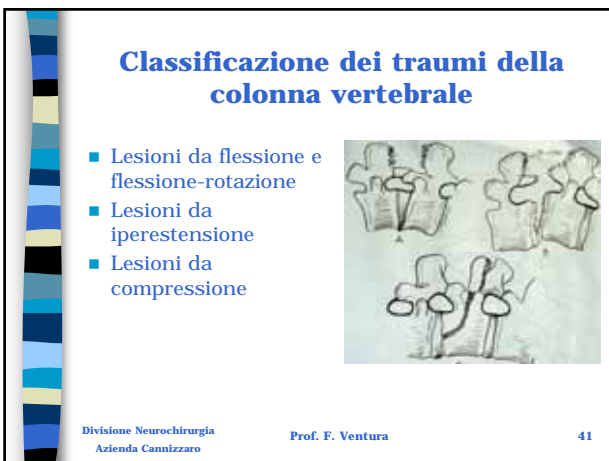 Classificazione dei traumi della
colonna vertebrale
Lesioni da flessione e
flessione-rotazione
Lesioni da
iperestensione
Lesioni da
compressione
A
Divisione Neurochirurgia
Azienda Cannizzaro
Prof. F. Ventura
41